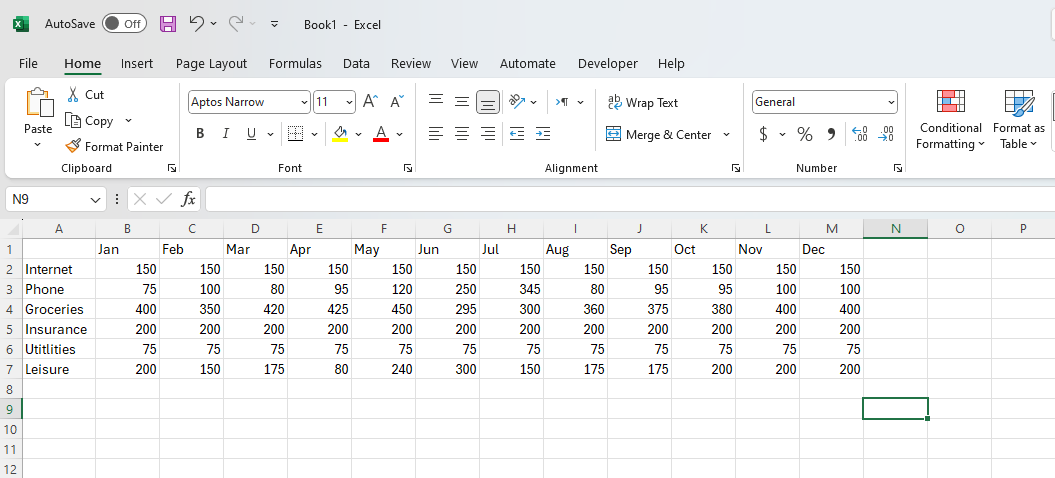 AutoSave Off Book1 - Excel
File Home Insert Page Layout Formulas Data Review View Automate Developer Help
Cut
Aptos Narrow 11 A^ A˅ ab Wrap Text General
Copy
Paste B I U A Merge & Center $ % , Conditional Format as
Format Painter Formatting Table
Clipboard Font Alignment Number
N9 fx
A B C D E F G H I J K L M N O P
1 Jan Feb Mar Apr May Jun Jul Aug Sep Oct Nov Dec
2 Internet 150 150 150 150 150 150 150 150 150 150 150 150
3 Phone 75 100 80 95 120 250 345 80 95 95 100 100
4 Groceries 400 350 420 425 450 295 300 360 375 380 400 400
5 Insurance 200 200 200 200 200 200 200 200 200 200 200 200
6 Utitlities 75 75 75 75 75 75 75 75 75 75 75 75
7 Leisure 200 150 175 80 240 300 150 175 175 200 200 200
8
9
10
11
12